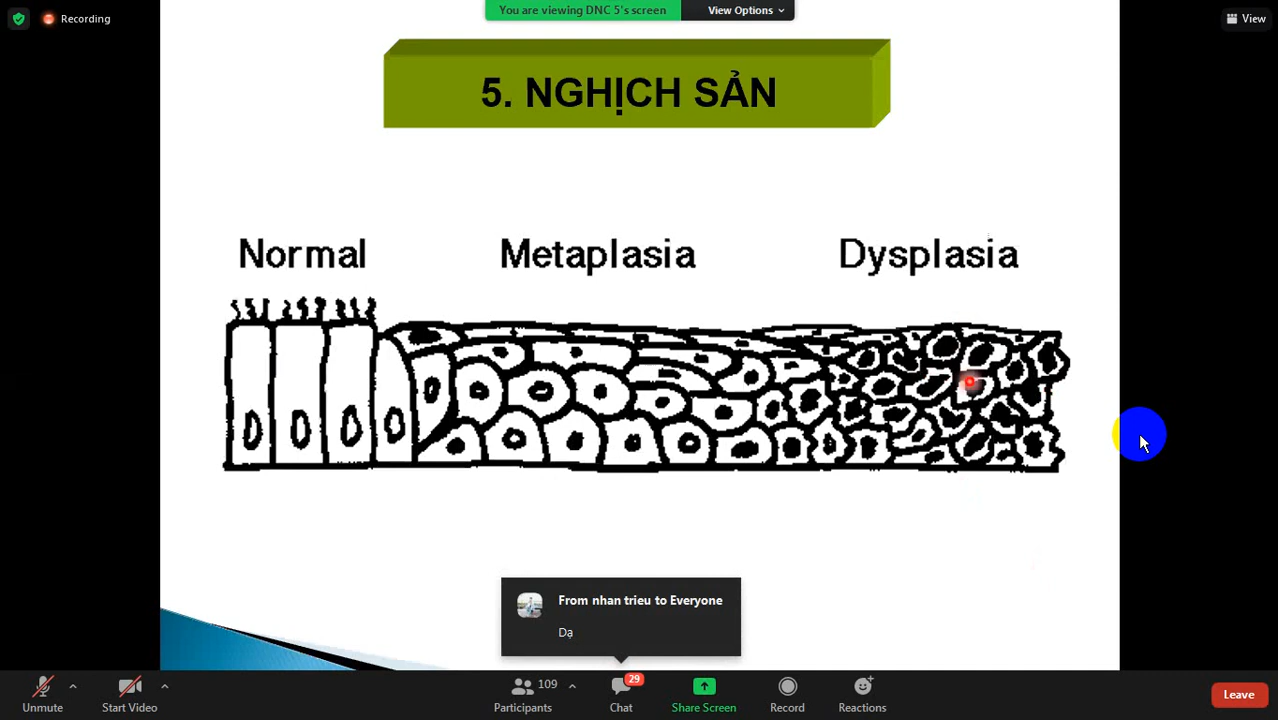 Recording
You are viewing DNC 5's screen
View Options
View
5. NGHỊCH SẢN
Normal
Metaplasia
Dysplasia
From nhan trieu to Everyone
Dạ
Unmute
Start Video
109
Participants
29
Chat
Share Screen
Record
Reactions
Leave